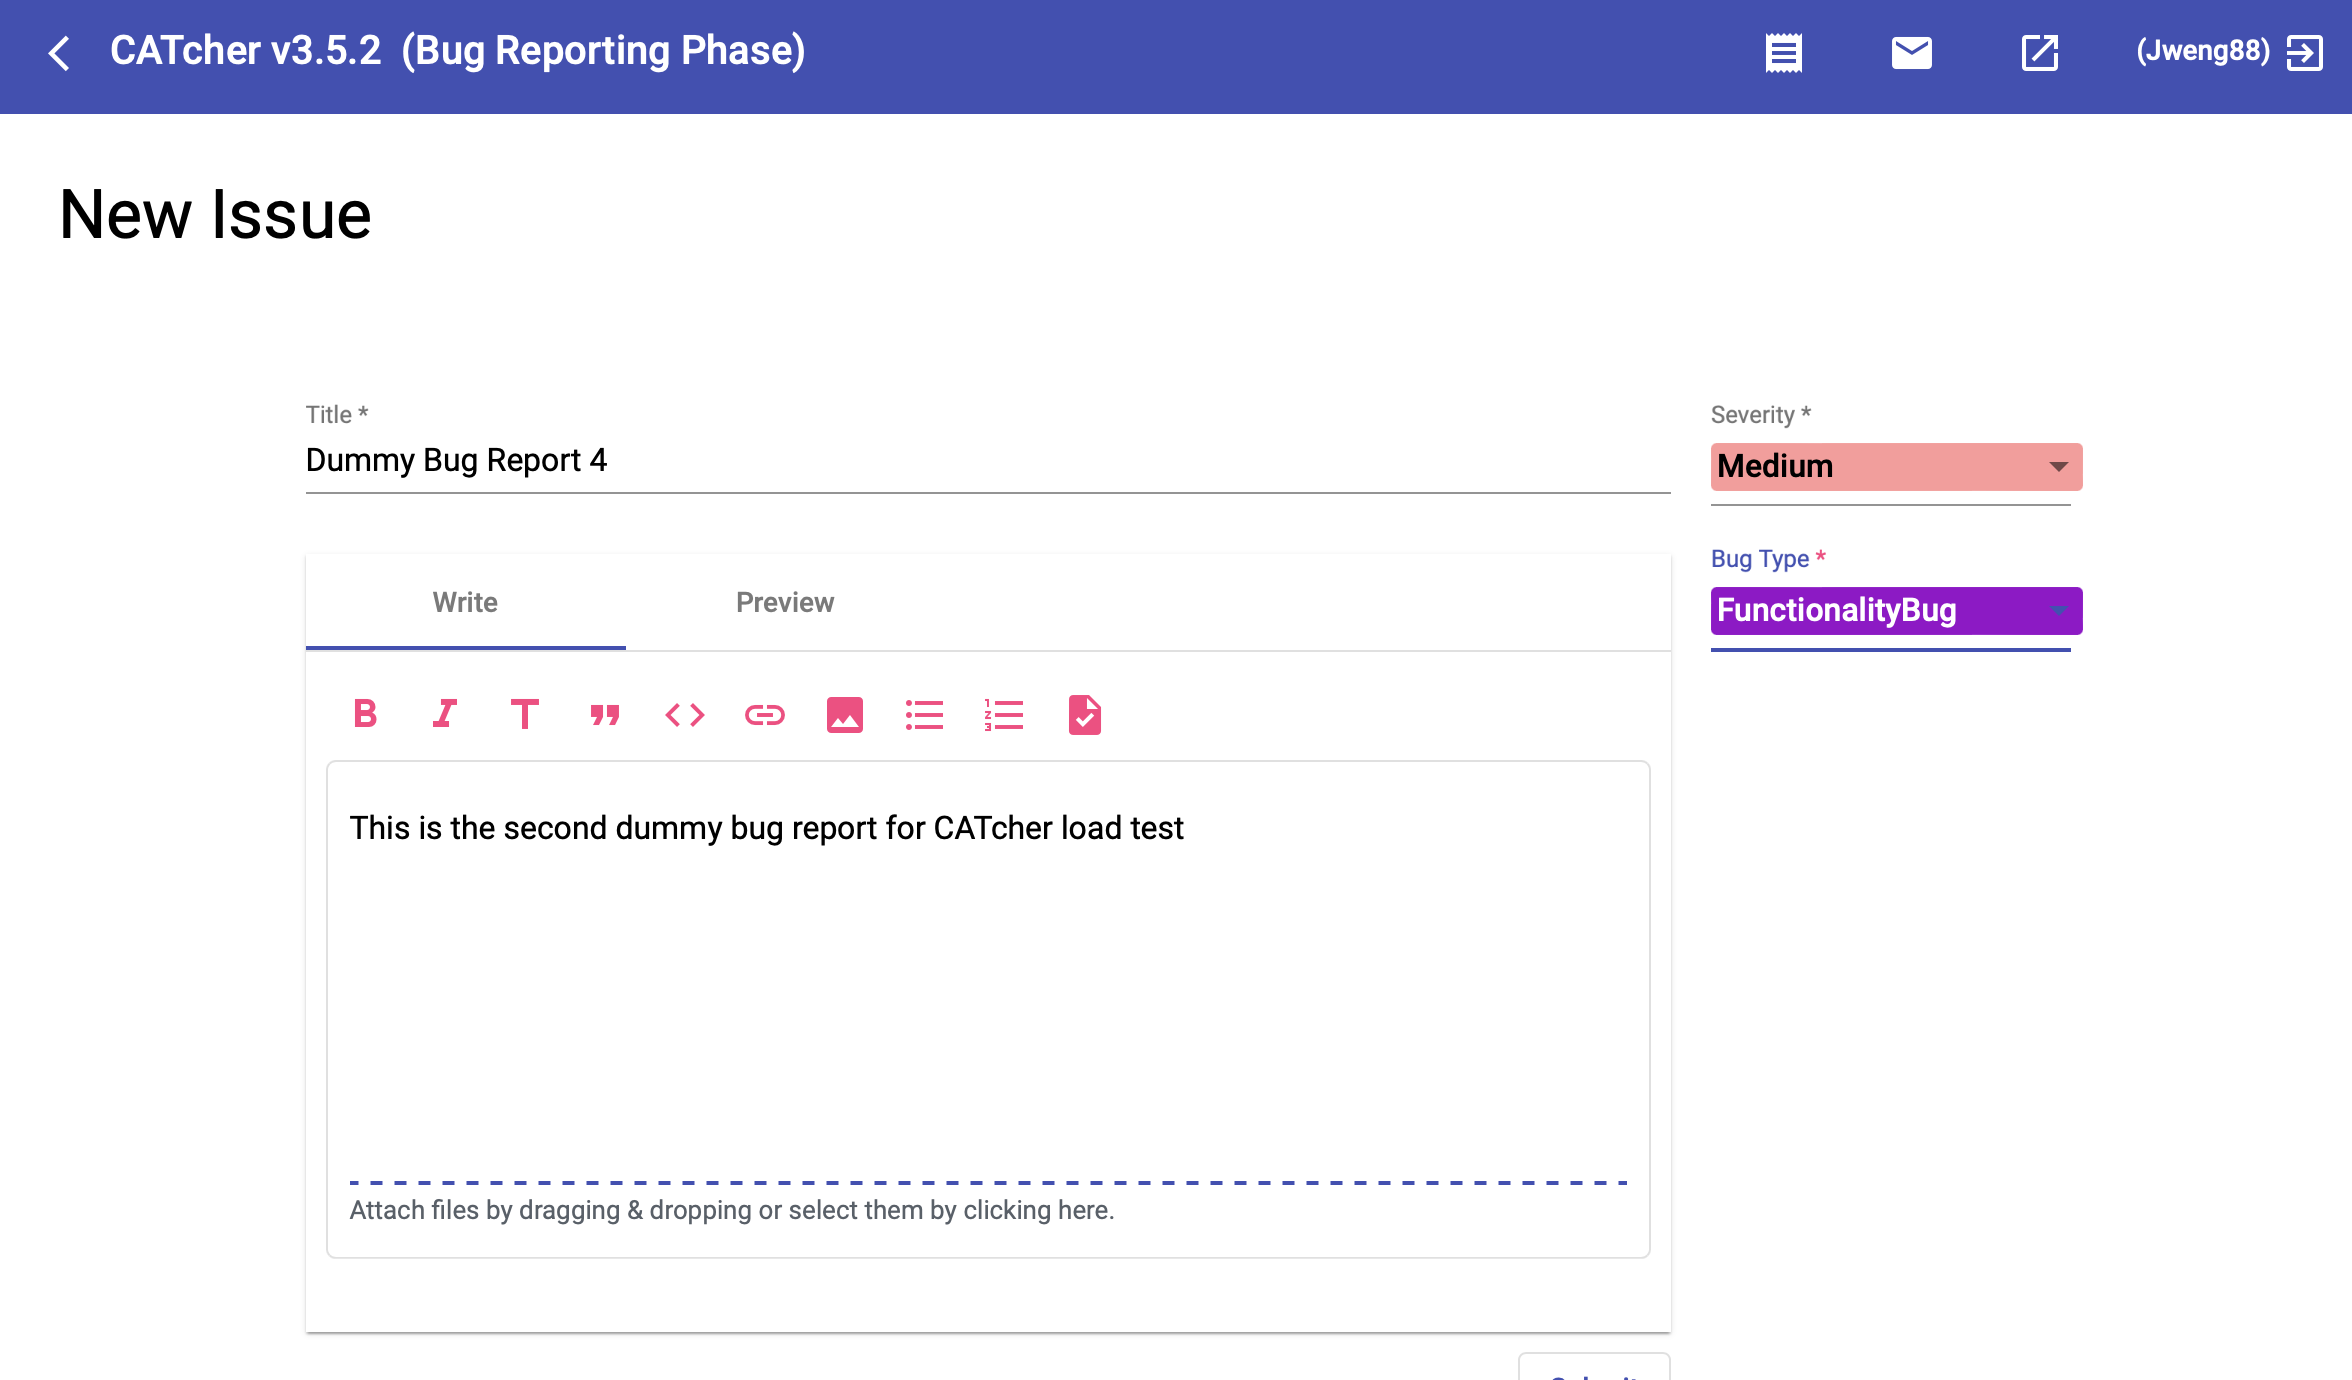 CATcher v3.5.2 (Bug Reporting Phase)
(Jweng88)
New Issue
Title *
Dummy Bug Report 4
Severity *
Medium
Bug Type *
FunctionalityBug
Write
Preview
This is the second dummy bug report for CATcher load test
Attach files by dragging & dropping or select them by clicking here.